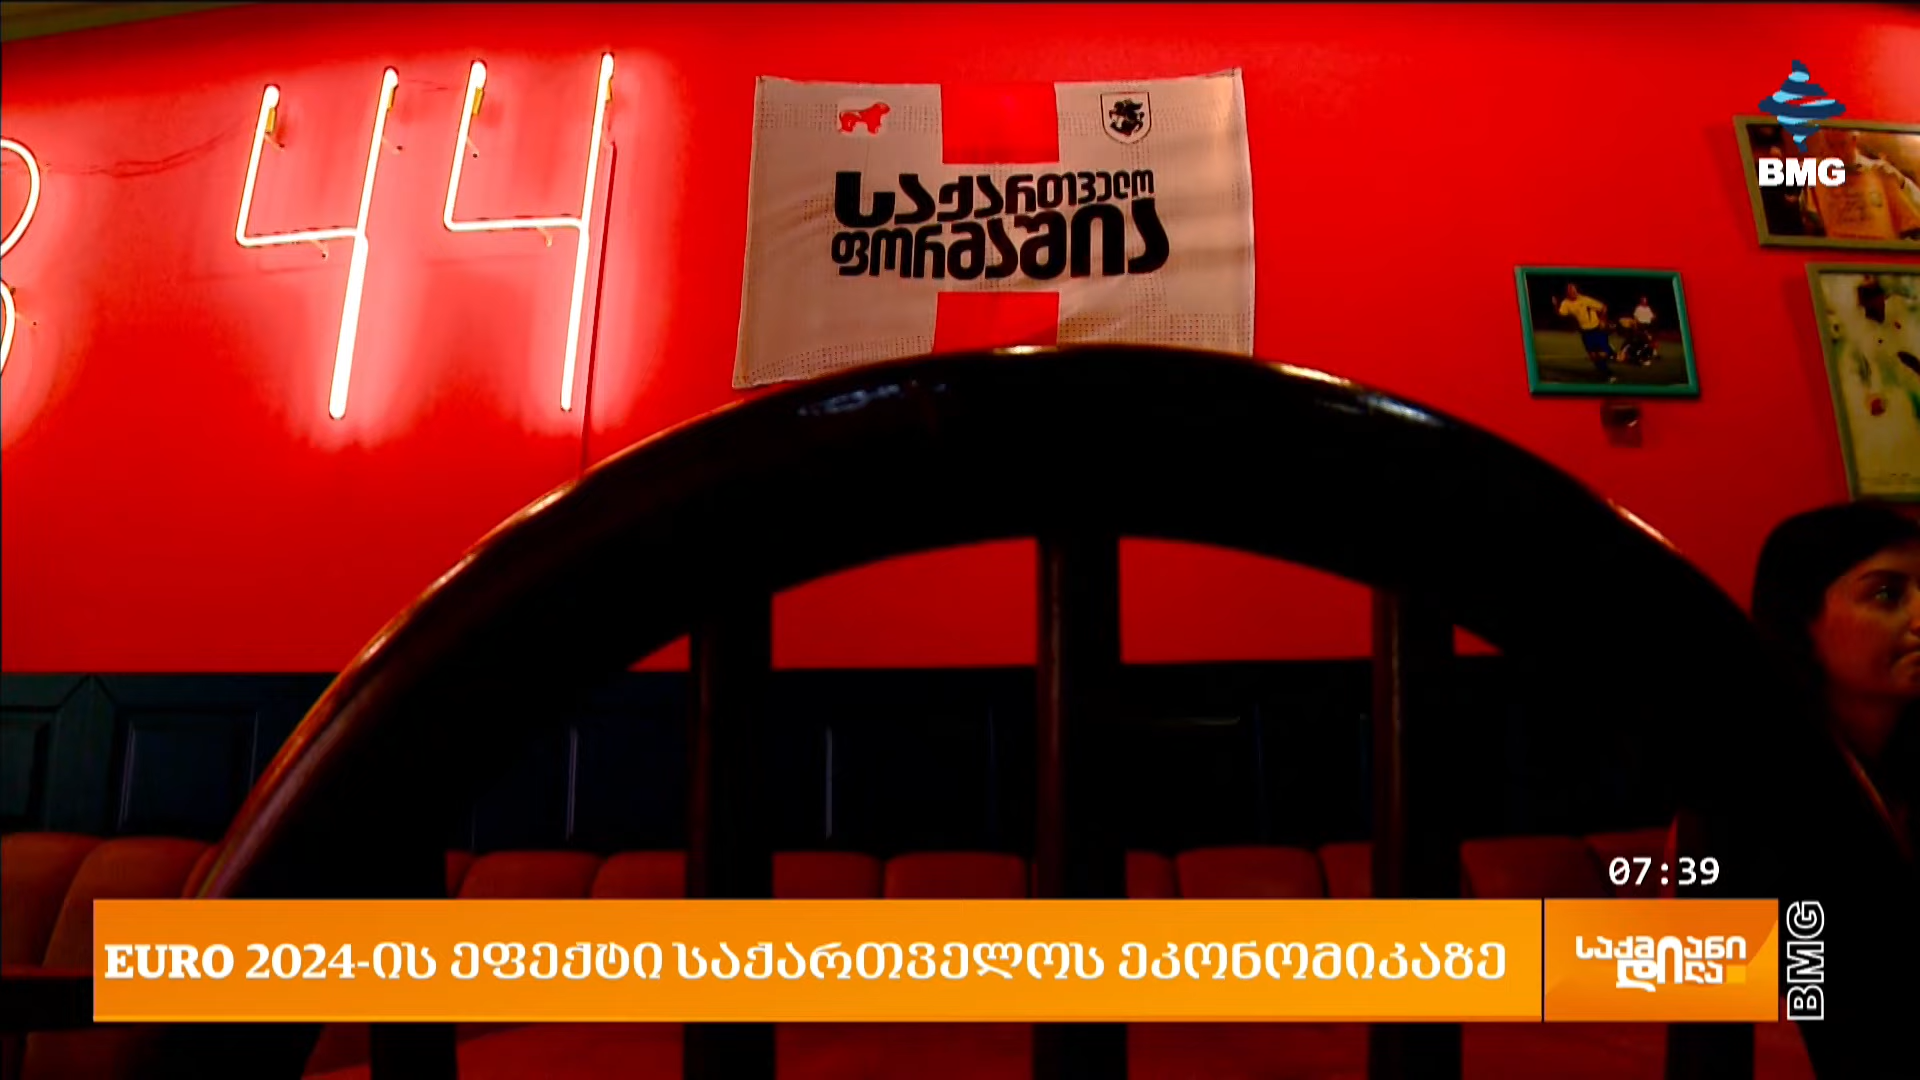 44
BMG
საქართველო
ფორმაშია
07:39
EURO 2024-ის ეფექტი საქართველოს ეკონომიკაზე
საქმიანი
დილა
BMG